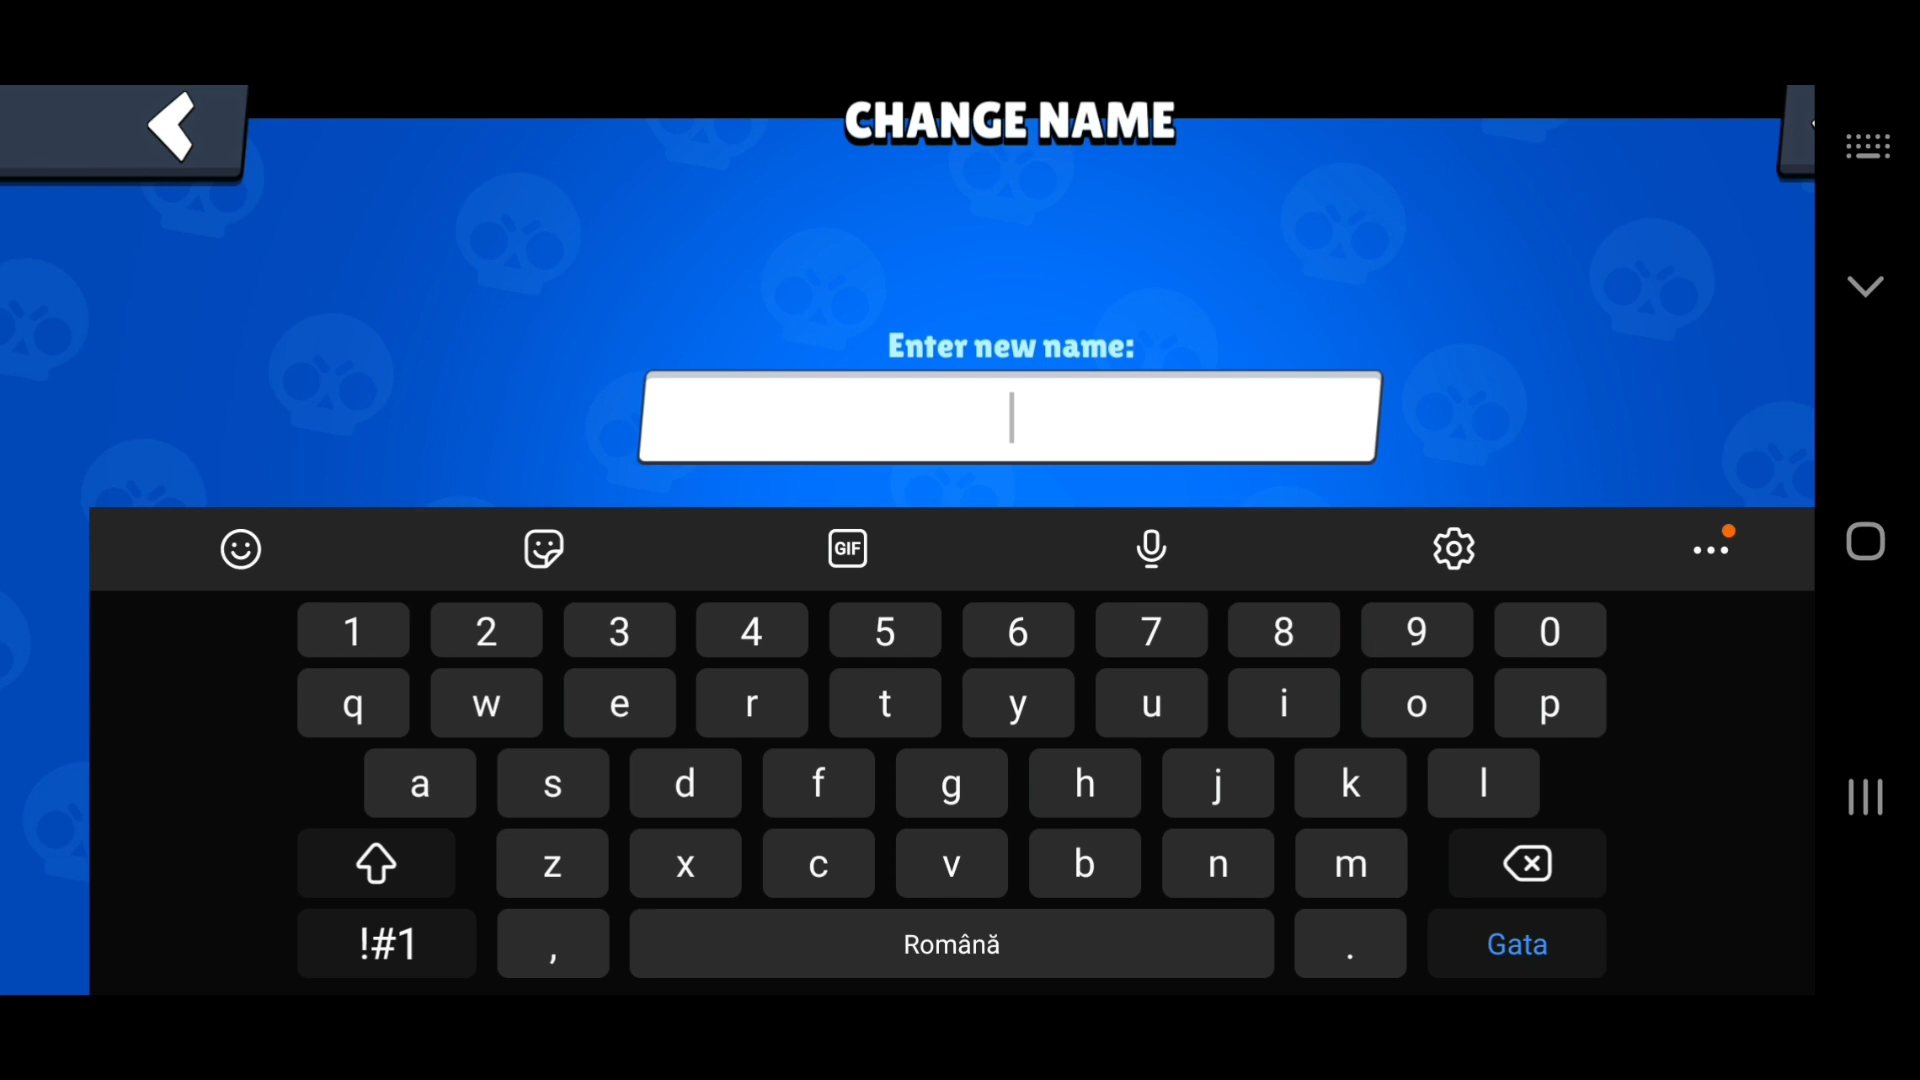 CHANGE NAME
Enter new name:
GIF
1 2 3 4 5 6 7 8 9 0
q w e r t y u i o p
a s d f g h j k l
z x c v b n m
!#1 , Română . Gata